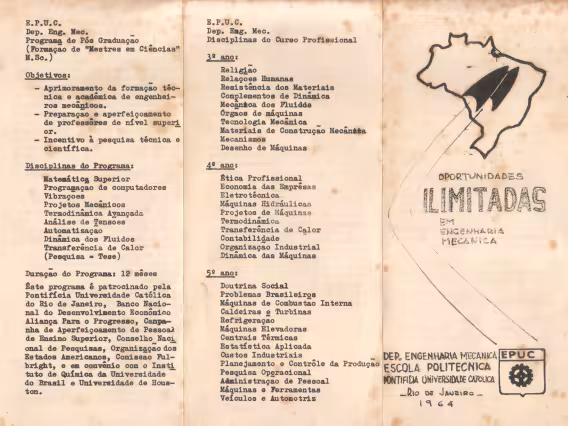 E.P.U.C.
Dep. Eng. Mec.
Programa de Pós Graduação
(Formação de "Mestres em Ciências"
M.Sc.)
Objetivos:
- Aprimoramento da formação téc-
nica e acadêmica de engenhei-
ros mecânicos.
- Preparação e aperfeiçoamento
de professôres de nível superi
or.
- Incentivo à pesquisa técnica e
científica.
Disciplinas do Programa:
Matemática Superior
Programação de computadores
Vibrações
Projetos Mecânicos
Termodinâmica Avançada
Análise de Tensões
Automatização
Dinâmica dos Fluidos
Transferência de Calor
(Pesquisa - Tese)
Duração do Programa: 12 mêses
Êste programa é patrocinado pela
Pontifícia Universidade Católica
do Rio de Janeiro, Banco Nacio-
nal do Desenvolvimento Econômico
Aliança Para o Progresso, Campa-
nha de Aperfeiçoamento de Pessoal
de Ensino Superior, Conselho Naci
onal de Pesquisas, Organização dos
Estados Americanos, Comissao Ful-
bright, e em convênio com o Insti
tuto de Química da Universidade
do Brasil e Universidade de Hous-
ton.
E.P.U.C.
Dep. Eng. Mec.
Disciplinas do Curso Profissional
3º ano:
Religião
Relaçoes Humanas
Resistência dos Materiais
Complementos de Dinâmica
Mecânica dos Fluidos
Órgaos de máquinas
Tecnologia Mecânica
Materiais de Construção Mecânica
Mecanismos
Desenho de Máquinas
4º ano:
Ética Profissional
Economia das Emprêsas
Eletrotécnica
Máquinas Hidráulicas
Projetos de Máquinas
Termodinâmica
Transferência de Calor
Contabilidade
Organização Industrial
Dinâmica das Máquinas
5º ano:
Doutrina Social
Problemas Brasileiros
Máquinas de Combustao Interna
Caldeiras e Turbinas
Refrigeraçao
Máquinas Elevadoras
Centrais Térmicas
Estatística Aplicada
Custos Industriais
Planejamento e Contrôle da Produção
Pesquisa Operacional
Administração de Pessoal
Máquinas e Ferramentas
Veículos e Automotriz
OPORTUNIDADES
ILIMITADAS
EM
ENGENHARIA
MECANICA
DEP. ENGENHARIA MECANICA
ESCOLA POLITECNICA
PONTIFICIA UNIVERSIDADE CATOLICA
RIO DE JANEIRO
1964
EPUC